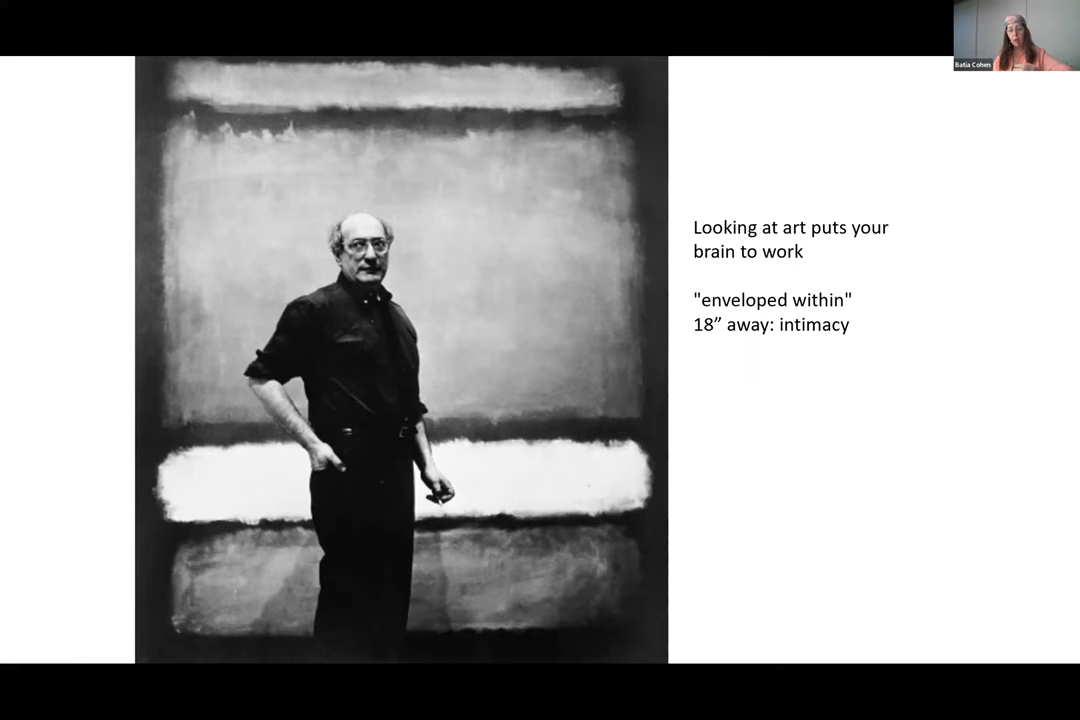 Batia Cohen
Looking at art puts your
brain to work
"enveloped within"
18” away: intimacy